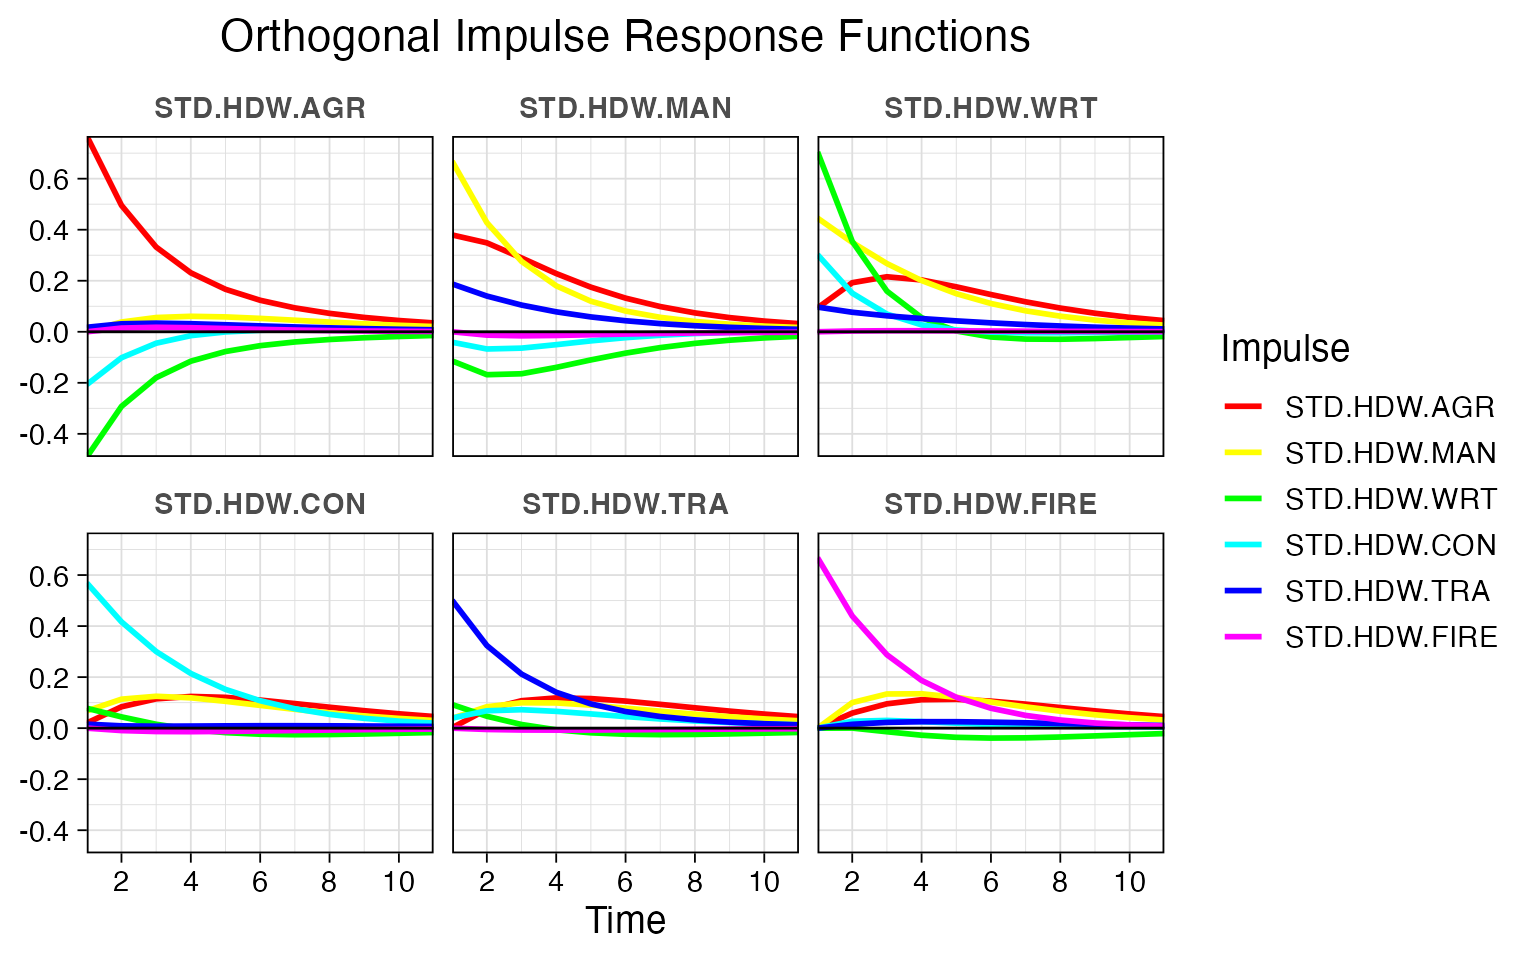 Orthogonal Impulse Response Functions
STD.HDW.AGR STD.HDW.MAN STD.HDW.WRT
0.6
0.4
0.2
0.0
-0.2
-0.4
STD.HDW.CON STD.HDW.TRA STD.HDW.FIRE
0.6
0.4
0.2
0.0
-0.2
-0.4
2 4 6 8 10 2 4 6 8 10 2 4 6 8 10
Time
Impulse
STD.HDW.AGR
STD.HDW.MAN
STD.HDW.WRT
STD.HDW.CON
STD.HDW.TRA
STD.HDW.FIRE